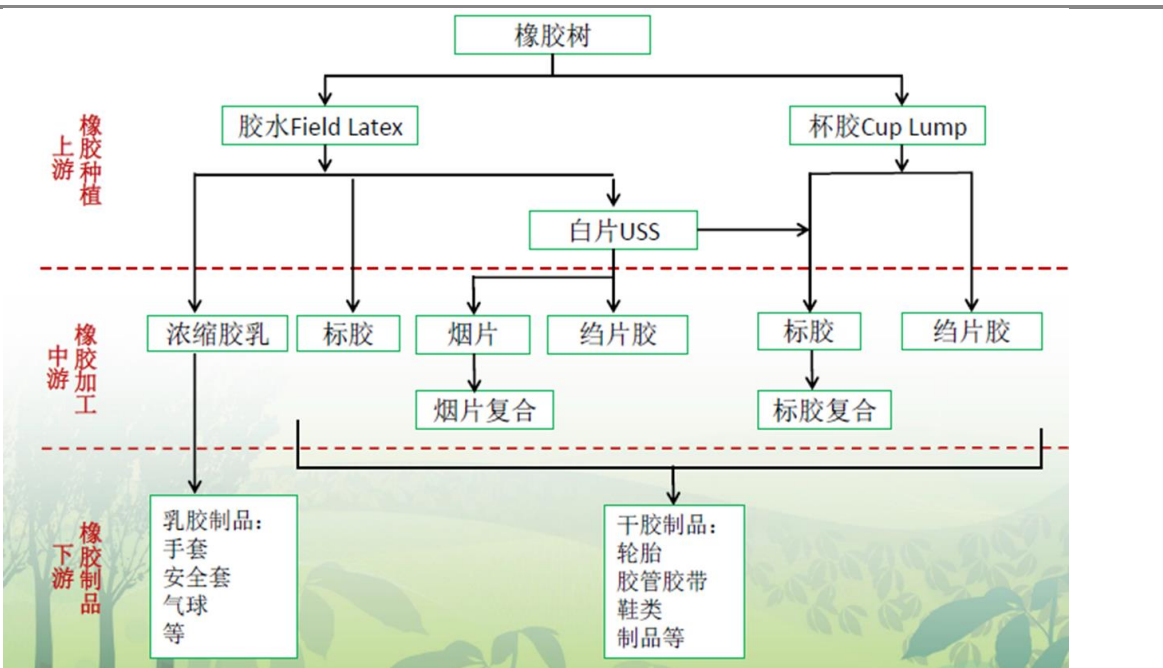 橡胶树
胶水Field Latex
杯胶Cup Lump
橡胶种植
上游
白片USS
浓缩胶乳
标胶
烟片
绉片胶
标胶
绉片胶
橡胶加工
中游
烟片复合
标胶复合
橡胶制品
下游
乳胶制品：
手套
安全套
气球
等
干胶制品：
轮胎
胶管胶带
鞋类
制品等